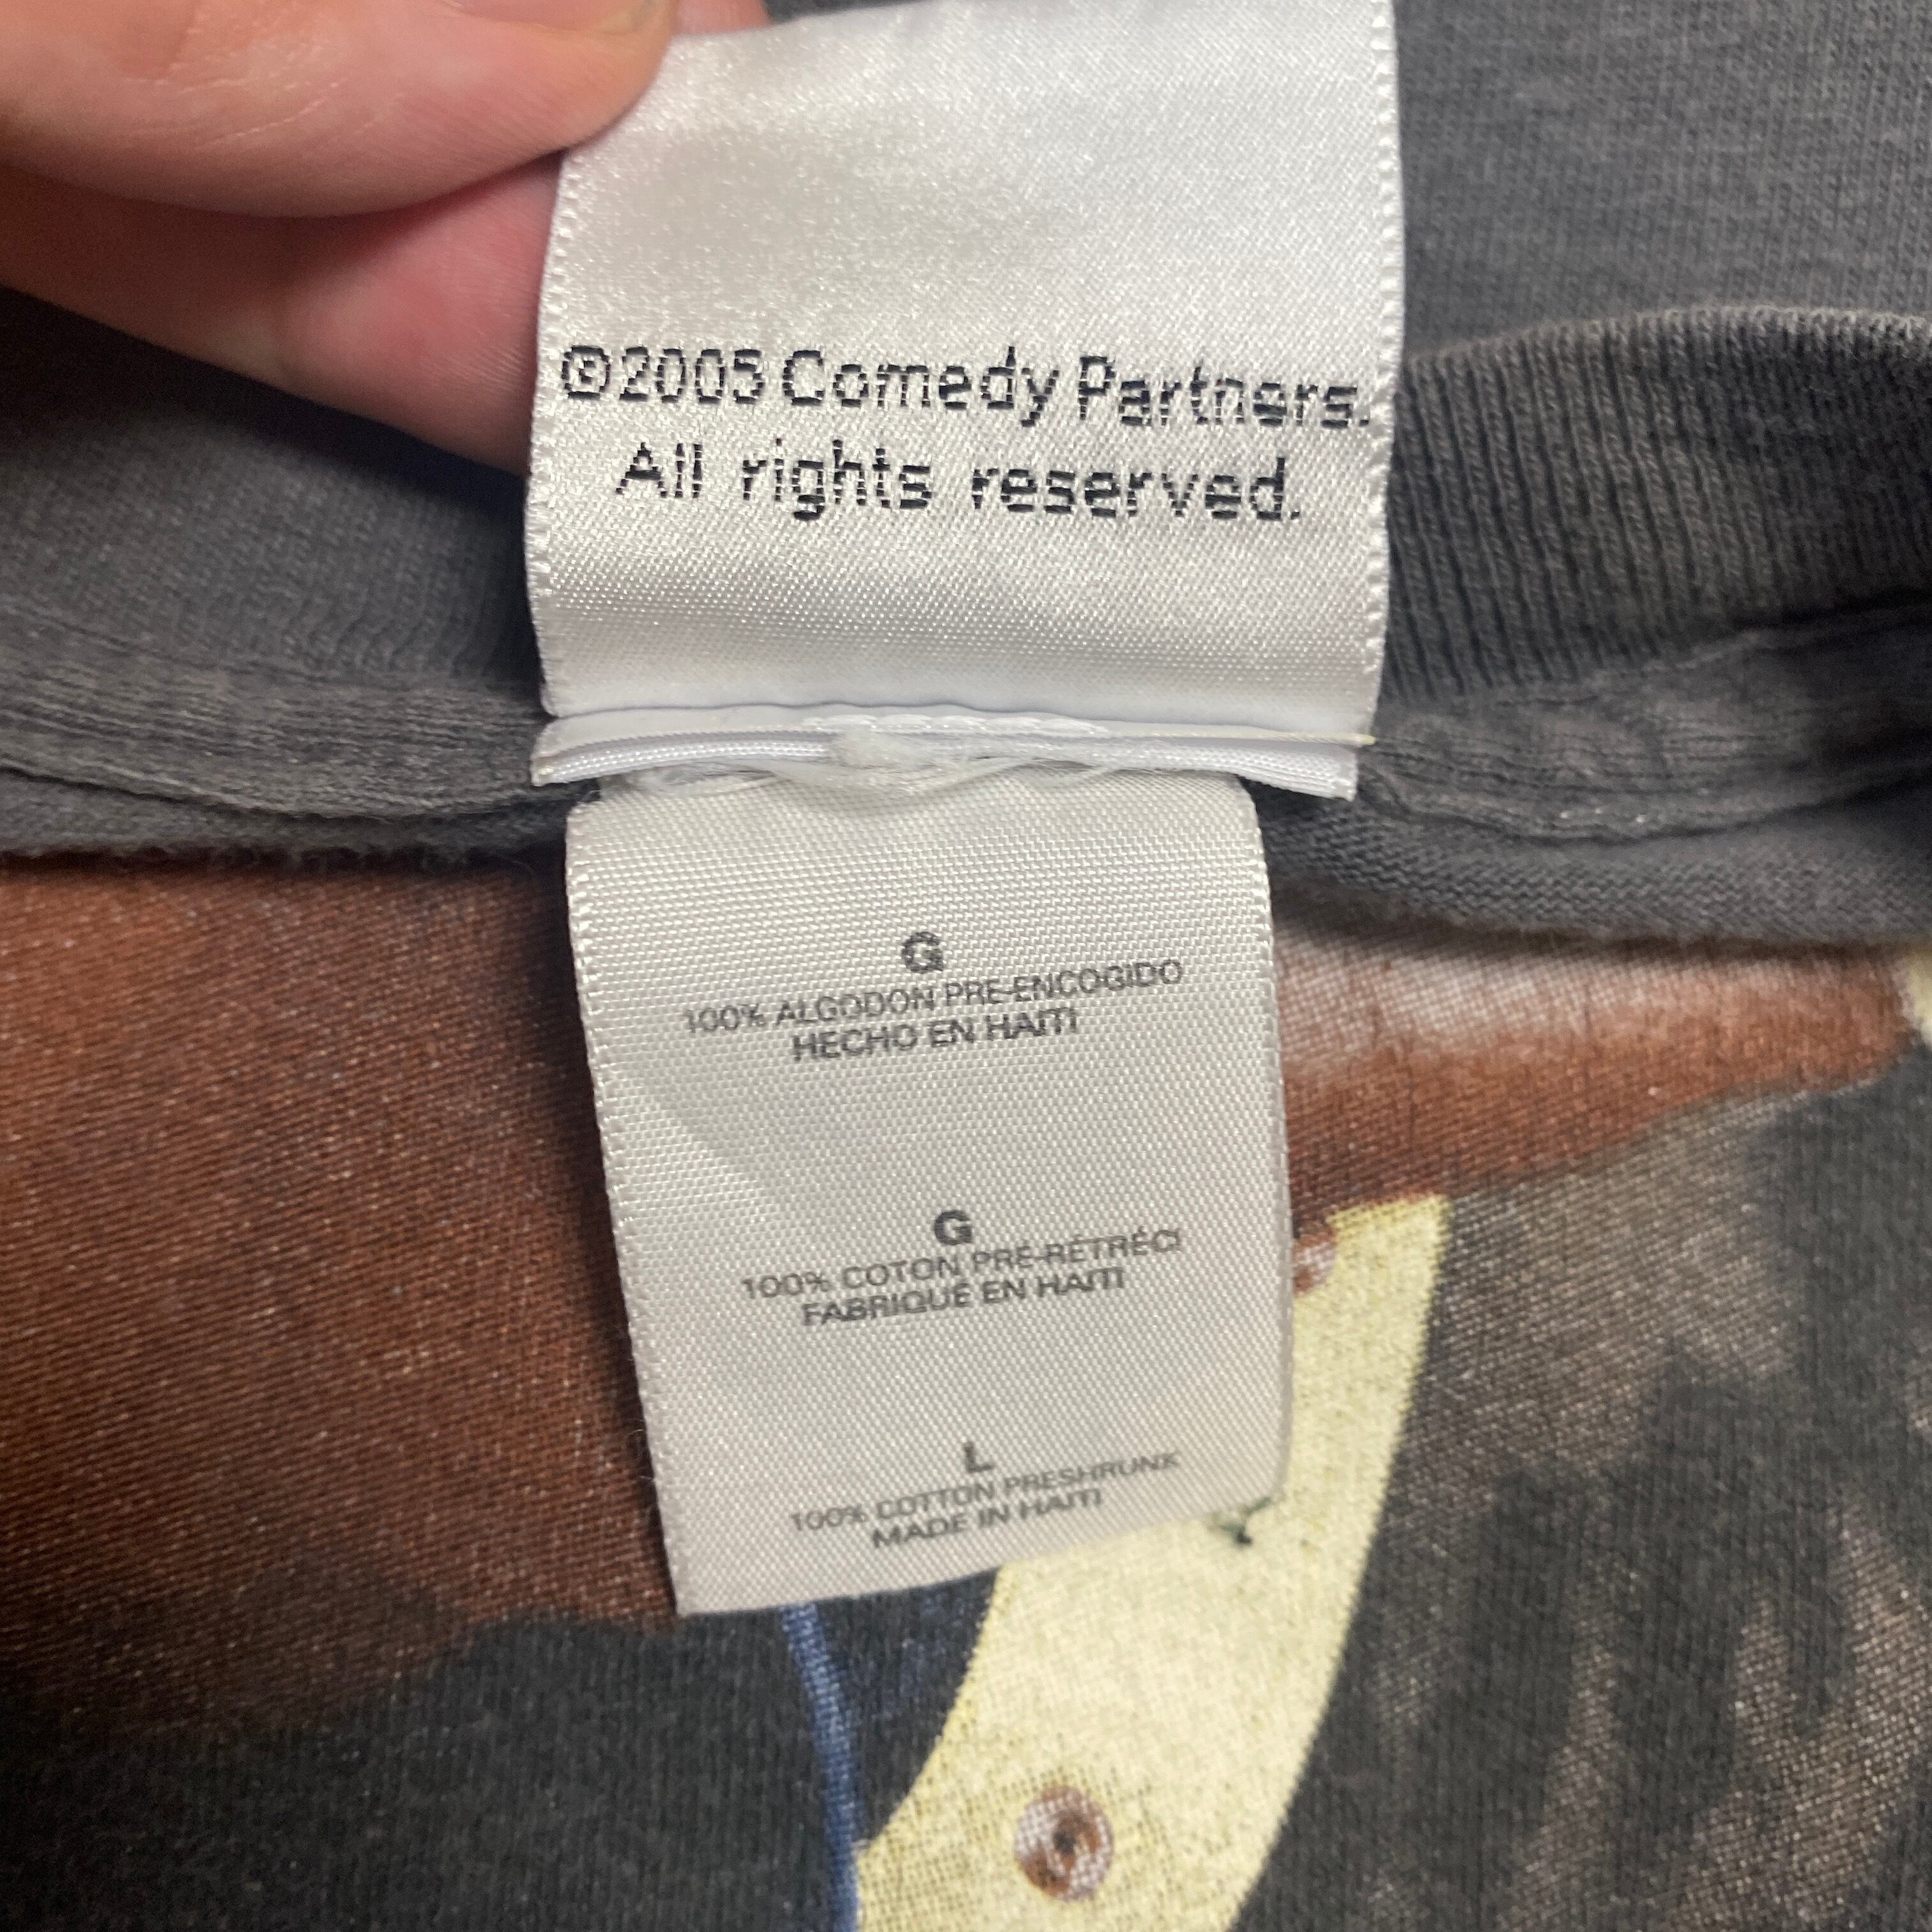 ©2005 Comedy Partners.
All rights reserved.
G
100% ALGODON PRE-ENCOGIDO
HECHO EN HAITI
G
100% COTON PRÉ-RÉTRÉCI
FABRIQUÉ EN HAITI
L
100% COTTON PRESHRUNK
MADE IN HAITI